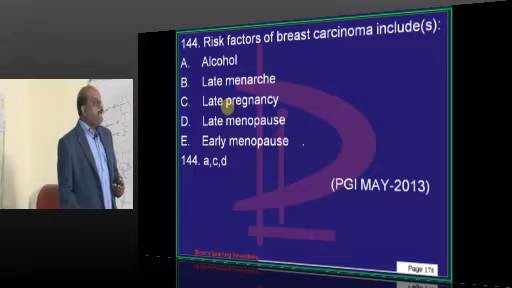 144. Risk factors of breast carcinoma include(s):
A. Alcohol
B. Late menarche
C. Late pregnancy
D. Late menopause
E. Early menopause .
144. a,c,d
(PGI MAY-2013)
Page 178